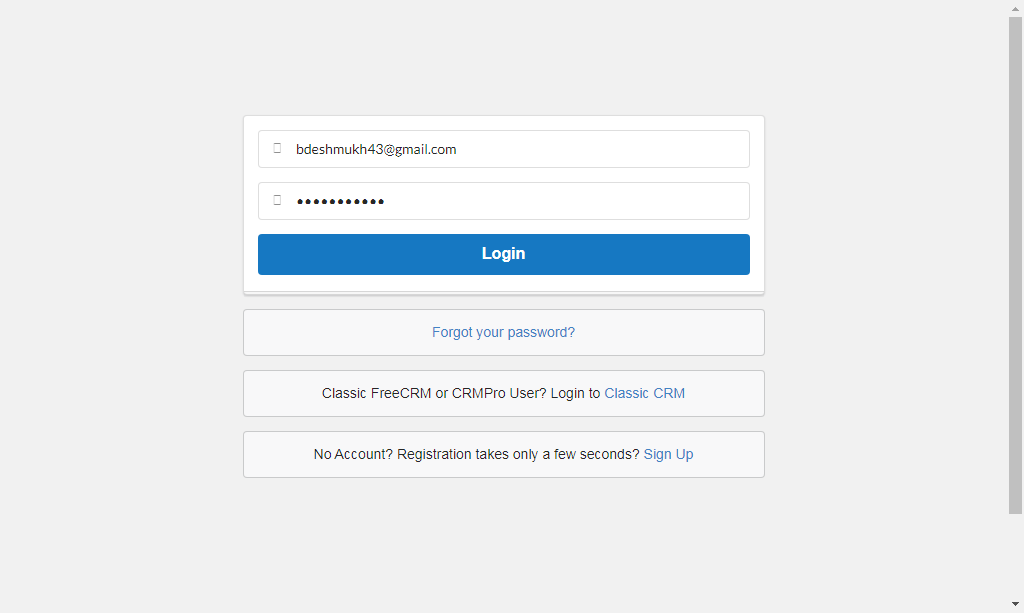 bdeshmukh43@gmail.com
•••••••••••
Login
Forgot your password?
Classic FreeCRM or CRMPro User? Login to Classic CRM
No Account? Registration takes only a few seconds? Sign Up